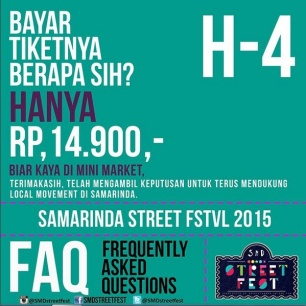 BAYAR
TIKETNYA
BERAPA SIH?
H-4
HANYA
RP, 14.900,-
BIAR KAYA DI MINI MARKET,
TERIMAKASIH, TELAH MENGAMBIL KEPUTUSAN UNTUK TERUS MENDUKUNG
LOCAL MOVEMENT DI SAMARINDA.
SAMARINDA STREET FSTVL 2015
FAQ
FREQUENTLY
ASKED
QUESTIONS
SMD
STREET
FEST
@SMDstreetfest
SMDSTREETFEST
@SMDstreetfest